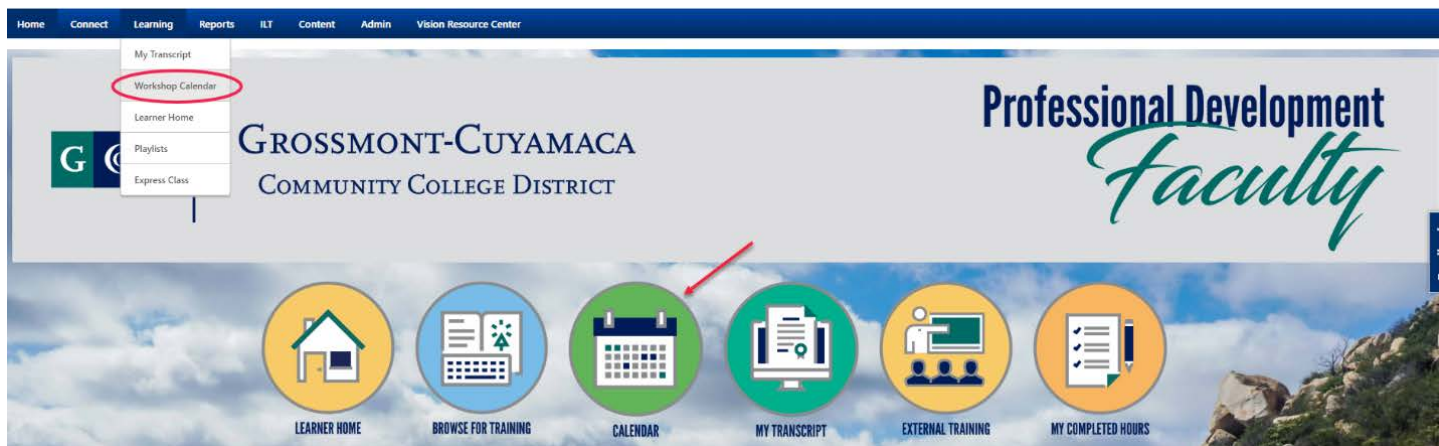 Home Connect Learning Reports ILT Content Admin Vision Resource Center
My Transcript
Workshop Calendar
Learner Home
Playlists
Express Class
G
GROSSMONT-CUYAMACA
COMMUNITY COLLEGE DISTRICT
Professional Development
Faculty
LEARNER HOME
BROWSE FOR TRAINING
CALENDAR
MY TRANSCRIPT
EXTERNAL TRAINING
MY COMPLETED HOURS